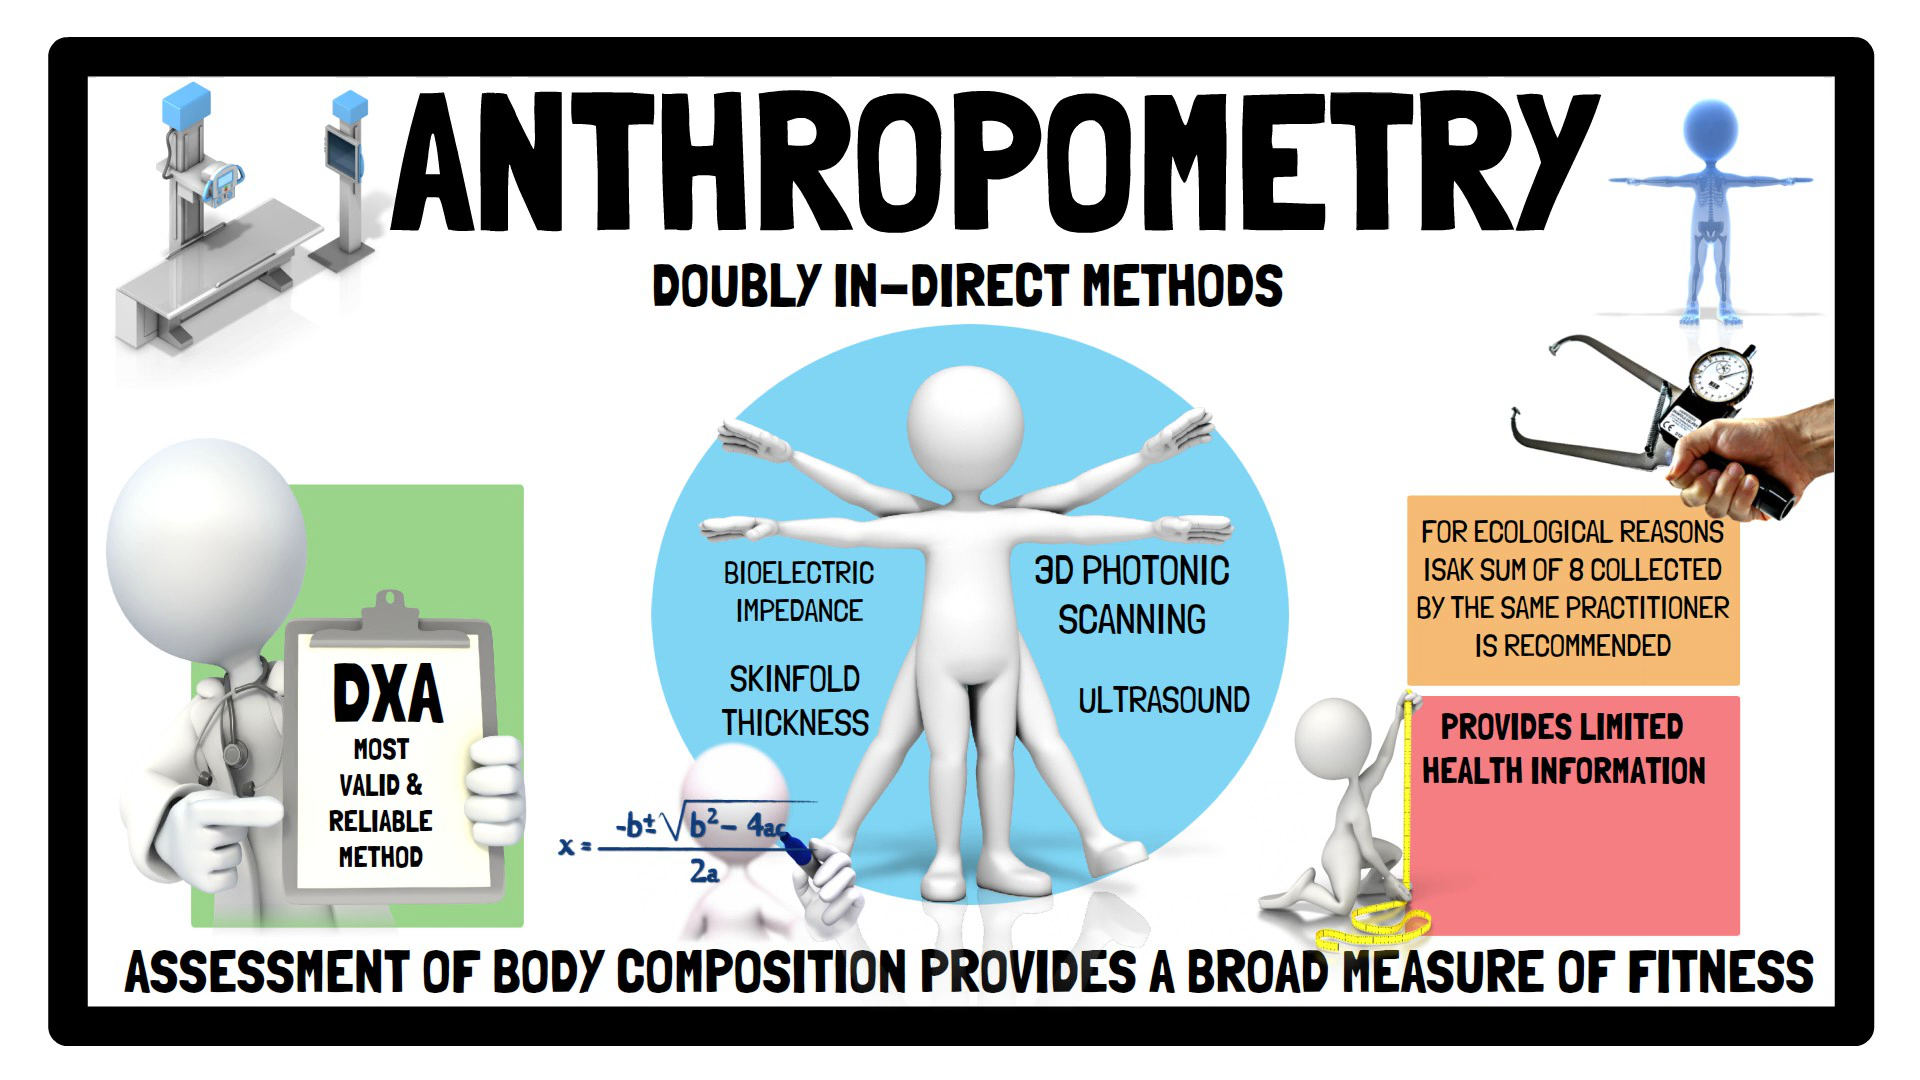 ANTHROPOMETRY
DOUBLY IN-DIRECT METHODS
DXA
MOST
VALID &
RELIABLE
METHOD
BIOELECTRIC
IMPEDANCE
SKINFOLD
THICKNESS
3D PHOTONIC
SCANNING
ULTRASOUND
x = -b± √b² - 4ac
2a
FOR ECOLOGICAL REASONS
ISAK SUM OF 8 COLLECTED
BY THE SAME PRACTITIONER
IS RECOMMENDED
PROVIDES LIMITED
HEALTH INFORMATION
ASSESSMENT OF BODY COMPOSITION PROVIDES A BROAD MEASURE OF FITNESS